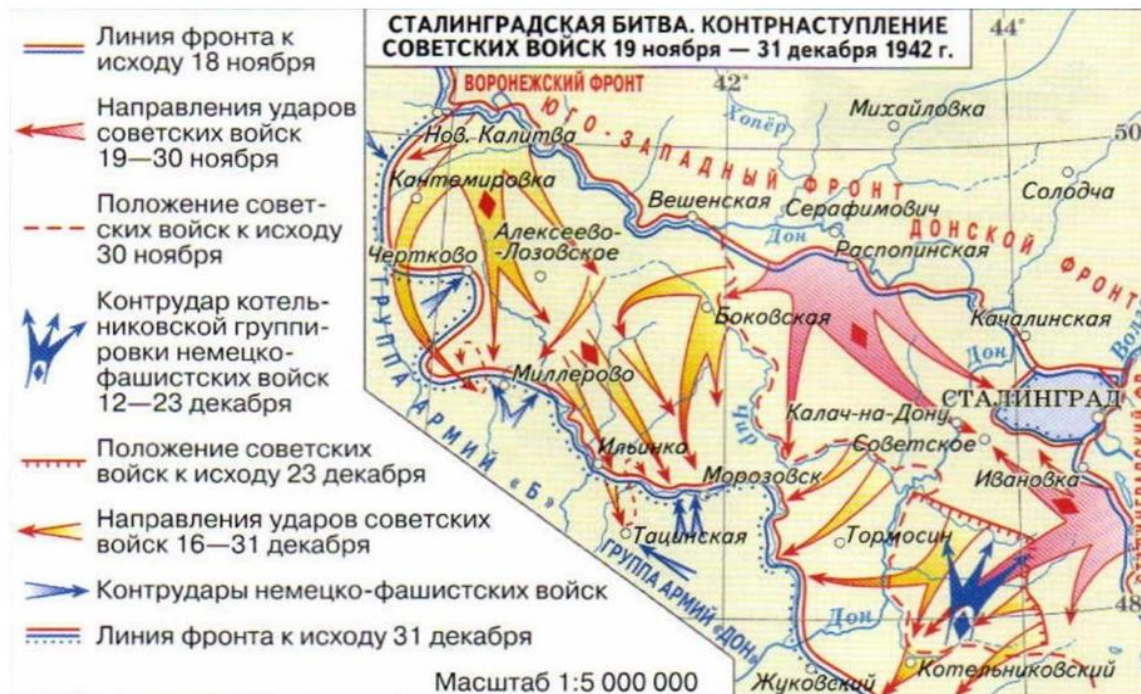 СТАЛИНГРАДСКАЯ БИТВА. КОНТРНАСТУПЛЕНИЕ
СОВЕТСКИХ ВОЙСК 19 ноября — 31 декабря 1942 г.
Линия фронта к
исходу 18 ноября
Направления ударов
советских войск
19—30 ноября
Положение совет-
ских войск к исходу
30 ноября
Контрудар котель-
никовской группи-
ровки немецко-
фашистских войск
12—23 декабря
Положение советских
войск к исходу 23 декабря
Направления ударов советских
войск 16—31 декабря
Контрудары немецко-фашистских войск
Линия фронта к исходу 31 декабря
Масштаб 1:5 000 000
42°
44°
50
48
ВОРОНЕЖСКИЙ ФРОНТ
ЮГО-ЗАПАДНЫЙ ФРОНТ
ДОНСКОЙ ФРОНТ
Хопёр
Михайловка
Нов. Калитва
Кантемировка
Вешенская
Солодча
Серафимович
Дон
Распопинская
Алексеево-
-Лозовское
Чертково
Боковская
Качалинская
Дон
Миллерово
СТАЛИНГРАД
Калач-на-Дону
Чир
Советское
Ильинка
Морозовск
Ивановка
Тацинская
Тормосин
Дон
Котельниковский
Жуковский
ГРУППА АРМИЙ «Б»
ГРУППА АРМИЙ «ДОН»